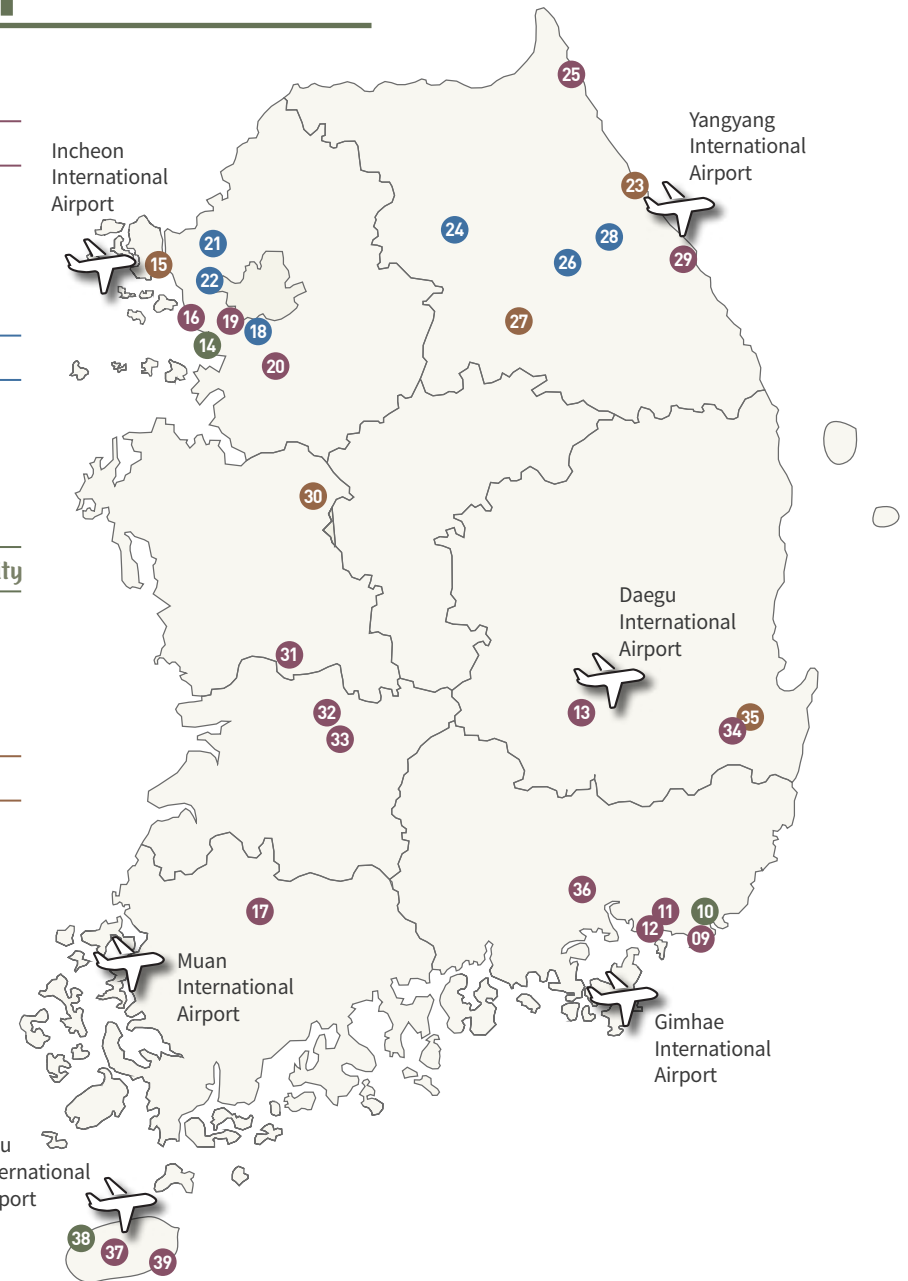 25
Yangyang
International
Airport
Incheon
International
Airport
23
24
28
21
26
29
15
22
16
19
27
18
14
20
30
ty
Daegu
International
Airport
31
13
32
35
34
33
36
17
11
10
12
09
Muan
International
Airport
Gimhae
International
Airport
u
ernational
port
38
37
39